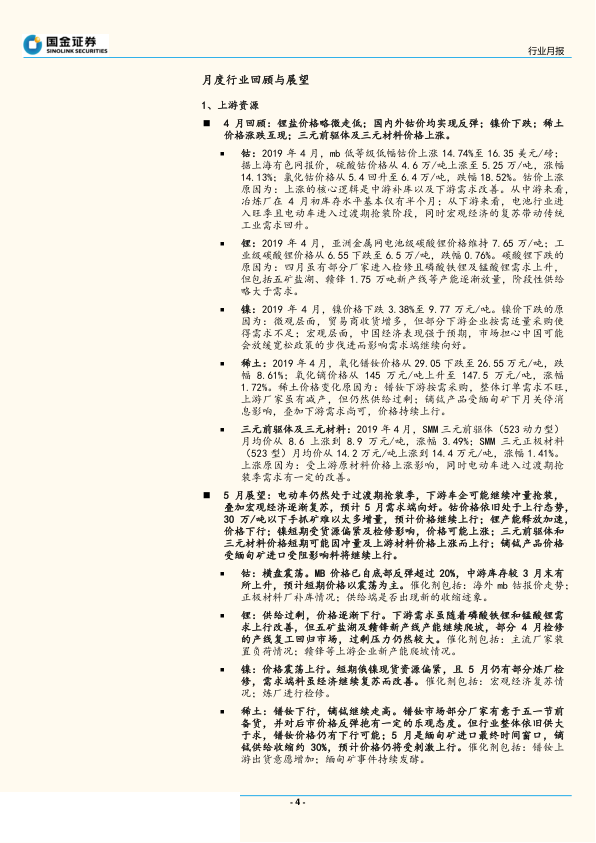 国金证券
SINOLINK SECURITIES
行业月报
月度行业回顾与展望
1、上游资源
■ 4 月回顾：锂盐价格略微走低；国内外钴价均实现反弹；镍价下跌；稀土
价格涨跌互现；三元前驱体及三元材料价格上涨。
▪ 钴：2019 年 4 月，mb 低等级低幅钴价上涨 14.74%至 16.35 美元/磅；
据上海有色网报价，硫酸钴价格从 4.6 万/吨上涨至 5.25 万/吨，涨幅
14.13%；氯化钴价格从 5.4 回升至 6.4 万/吨，跌幅 18.52%。钴价上涨
原因为：上涨的核心逻辑是中游补库以及下游需求改善。从中游来看，
冶炼厂在 4 月初库存水平基本仅有半个月；从下游来看，电池行业进
入旺季且电动车进入过渡期抢装阶段，同时宏观经济的复苏带动传统
工业需求回升。
▪ 锂：2019 年 4 月，亚洲金属网电池级碳酸锂价格维持 7.65 万/吨；工
业级碳酸锂价格从 6.55 下跌至 6.5 万/吨，跌幅 0.76%。碳酸锂下跌的
原因为：四月虽有部分厂家进入检修且磷酸铁锂及锰酸锂需求上升，
但包括五矿盐湖、赣锋 1.75 万吨新产线等产能逐渐放量，阶段性供给
略大于需求。
▪ 镍：2019 年 4 月，镍价格下跌 3.38%至 9.77 万元/吨。镍价下跌的原
因为：微观层面，贸易商收货增多，但部分下游企业按需适量采购使
得需求不足；宏观层面，中国经济表现强于预期，市场担心中国可能
会放缓宽松政策的步伐进而影响需求端继续向好。
▪ 稀土：2019 年 4 月，氧化镨钕价格从 29.05 下跌至 26.55 万元/吨，跌
幅 8.61%；氧化镝价格从 145 万元/吨上升至 147.5 万元/吨，涨幅
1.72%。稀土价格变化原因为：镨钕下游按需采购，整体订单需求不旺，
上游厂家虽有减产，但仍然供给过剩；镝铽产品受缅甸矿下月关停消
息影响，叠加下游需求尚可，价格持续上行。
▪ 三元前驱体及三元材料：2019 年 4 月，SMM 三元前驱体（523 动力型）
月均价从 8.6 上涨到 8.9 万元/吨，涨幅 3.49%；SMM 三元正极材料
（523 型）月均价从 14.2 万元/吨上涨到 14.4 万元/吨，涨幅 1.41%。
上涨原因为：受上游原材料价格上涨影响，同时电动车进入过渡期抢
装季需求有一定的改善。
■ 5 月展望：电动车仍然处于过渡期抢装季，下游车企可能继续冲量抢装，
叠加宏观经济逐渐复苏，预计 5 月需求端向好。钴价格依旧处于上行态势，
30 万/吨以下手抓矿难以太多增量，预计价格继续上行；锂产能释放加速，
价格下行；镍短期受货源偏紧及检修影响，价格可能上涨；三元前驱体和
三元材料价格短期可能因冲量及上游材料价格上涨而上行；镝铽产品价格
受缅甸矿进口受阻影响料将继续上行。
▪ 钴：横盘震荡。MB 价格已自底部反弹超过 20%，中游库存较 3 月末有
所上升，预计短期价格以震荡为主。催化剂包括：海外 mb 钴报价走势；
正极材料厂补库情况；供给端是否出现新的收缩迹象。
▪ 锂：供给过剩，价格逐渐下行。下游需求虽随着磷酸铁锂和锰酸锂需
求上行改善，但五矿盐湖及赣锋新产线产能继续爬坡，部分 4 月检修
的产线复工回归市场，过剩压力仍然较大。催化剂包括：主流厂家装
置负荷情况；赣锋等上游企业新产能爬坡情况。
▪ 镍：价格震荡上行。短期俄镍现货资源偏紧，且 5 月仍有部分炼厂检
修，需求端料虽经济继续复苏而改善。催化剂包括：宏观经济复苏情
况；炼厂进行检修。
▪ 稀土：镨钕下行，镝铽继续走高。镨钕市场部分厂家有意于五一节前
备货，并对后市价格反弹抱有一定的乐观态度。但行业整体依旧供大
于求，镨钕价格仍有下行可能；5 月是缅甸矿进口最终时间窗口，镝
铽供给收缩约 30%，预计价格仍将受刺激上行。催化剂包括：镨钕上
游出货意愿增加；缅甸矿事件持续发酵。
- 4 -